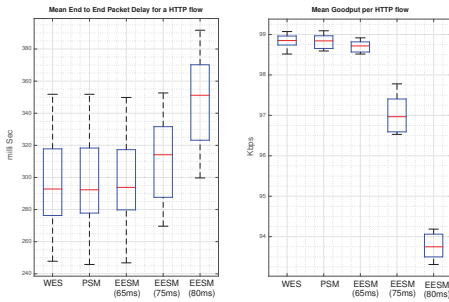 Mean End to End Packet Delay for a HTTP flow
milli Sec
380
360
340
320
300
280
260
240
WES
PSM
EESM
(65ms)
EESM
(75ms)
EESM
(80ms)
Mean Goodput per HTTP flow
Kbps
99
98
97
96
95
94
WES
PSM
EESM
(65ms)
EESM
(75ms)
EESM
(80ms)